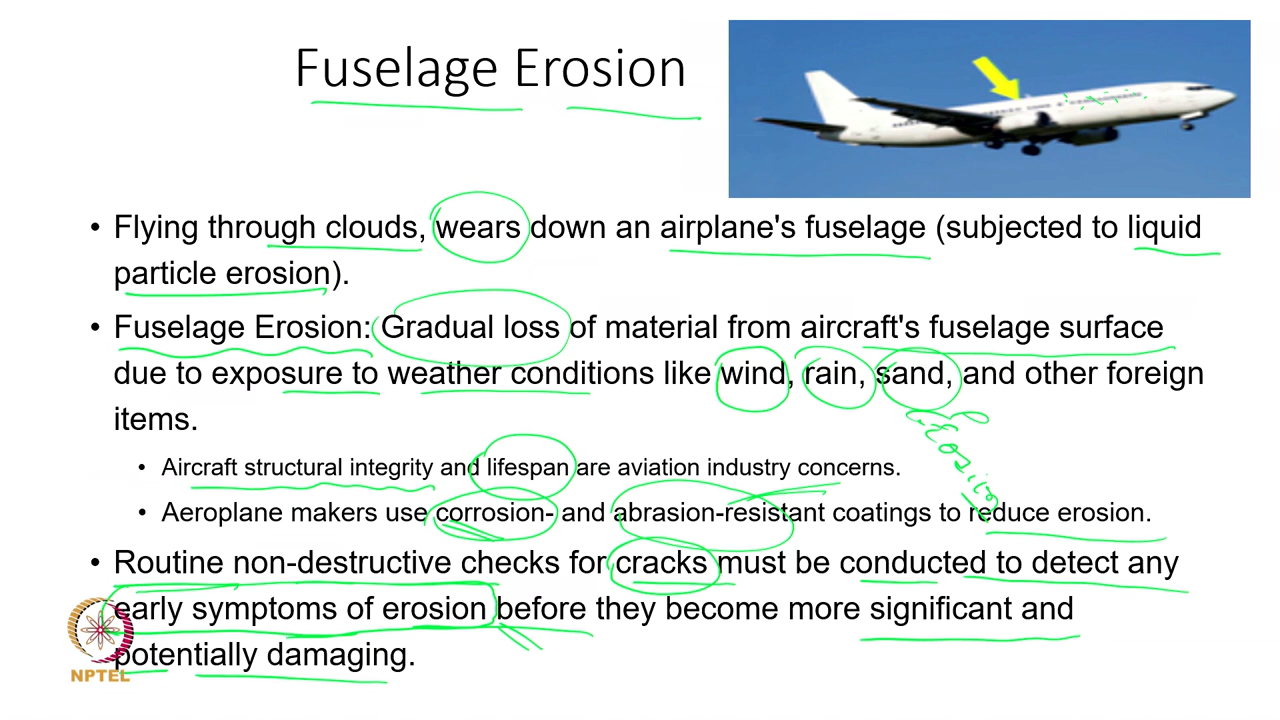 Fuselage Erosion
• Flying through clouds, wears down an airplane's fuselage (subjected to liquid
particle erosion).
• Fuselage Erosion: Gradual loss of material from aircraft's fuselage surface
due to exposure to weather conditions like wind, rain, sand, and other foreign
items.
Erosion
• Aircraft structural integrity and lifespan are aviation industry concerns.
• Aeroplane makers use corrosion- and abrasion-resistant coatings to reduce erosion.
• Routine non-destructive checks for cracks must be conducted to detect any
early symptoms of erosion before they become more significant and
potentially damaging.
NPTEL